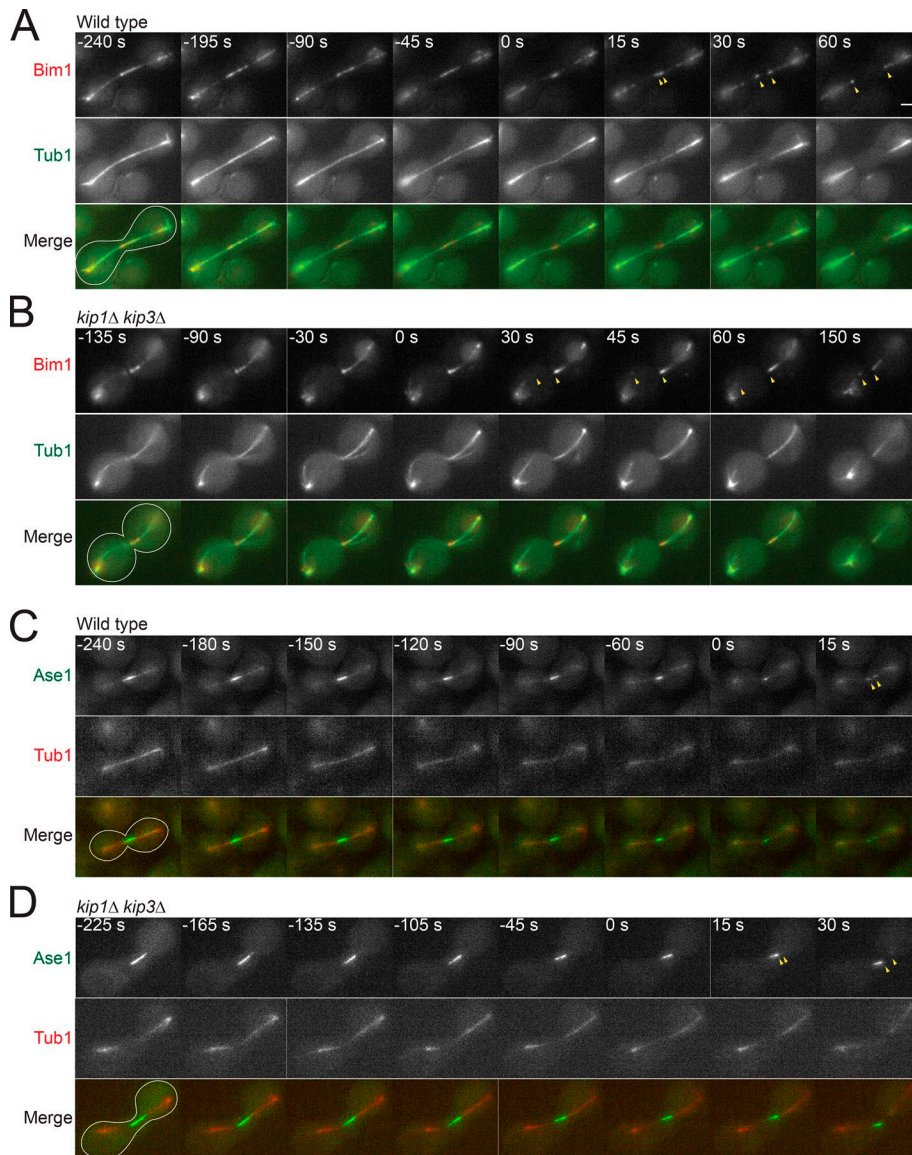 A
Wild type
-240 s -195 s -90 s -45 s 0 s 15 s 30 s 60 s
Bim1
Tub1
Merge
B
kip1Δ kip3Δ
-135 s -90 s -30 s 0 s 30 s 45 s 60 s 150 s
Bim1
Tub1
Merge
C
Wild type
-240 s -180 s -150 s -120 s -90 s -60 s 0 s 15 s
Ase1
Tub1
Merge
D
kip1Δ kip3Δ
-225 s -165 s -135 s -105 s -45 s 0 s 15 s 30 s
Ase1
Tub1
Merge